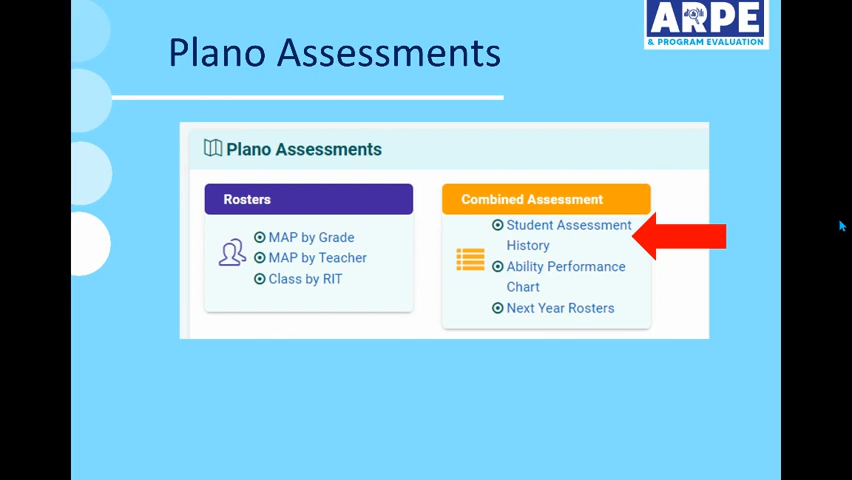 ARPE
& PROGRAM EVALUATION
Plano Assessments
Plano Assessments
Rosters
MAP by Grade
MAP by Teacher
Class by RIT
Combined Assessment
Student Assessment
History
Ability Performance
Chart
Next Year Rosters